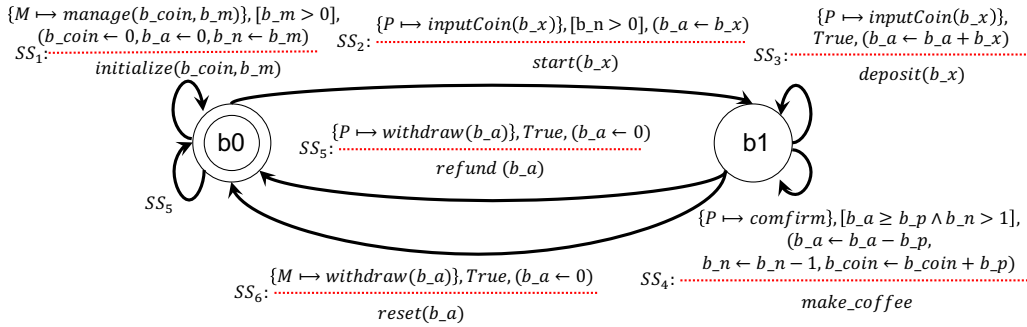 {M ↦ manage(b_coin, b_m)}, [b_m > 0],
(b_coin ← 0, b_a ← 0, b_n ← b_m)
SS₁:
initialize(b_coin, b_m)
SS₂: {P ↦ inputCoin(b_x)}, [b_n > 0], (b_a ← b_x)
start(b_x)
{P ↦ inputCoin(b_x)},
SS₃: True, (b_a ← b_a + b_x)
deposit(b_x)
b0
b1
SS₅: {P ↦ withdraw(b_a)}, True, (b_a ← 0)
refund (b_a)
SS₅
{P ↦ comfirm}, [b_a ≥ b_p ∧ b_n > 1],
(b_a ← b_a − b_p,
b_n ← b_n − 1, b_coin ← b_coin + b_p)
SS₄:
make_coffee
SS₆: {M ↦ withdraw(b_a)}, True, (b_a ← 0)
reset(b_a)